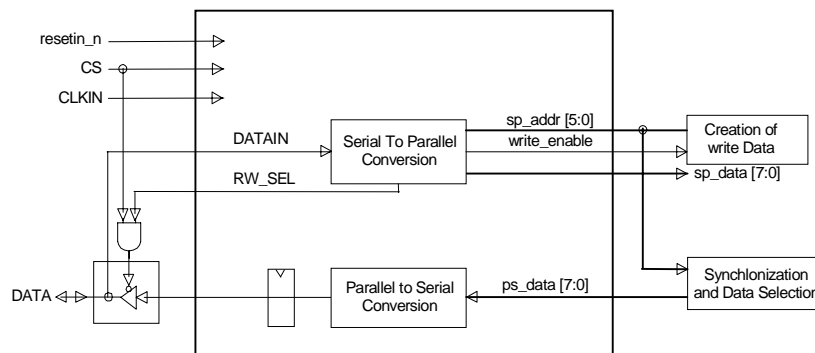 resetin_n
CS
CLKIN
DATAIN
RW_SEL
DATA
Serial To Parallel
Conversion
sp_addr [5:0]
write_enable
sp_data [7:0]
Creation of
write Data
Parallel to Serial
Conversion
ps_data [7:0]
Synchlonization
and Data Selection